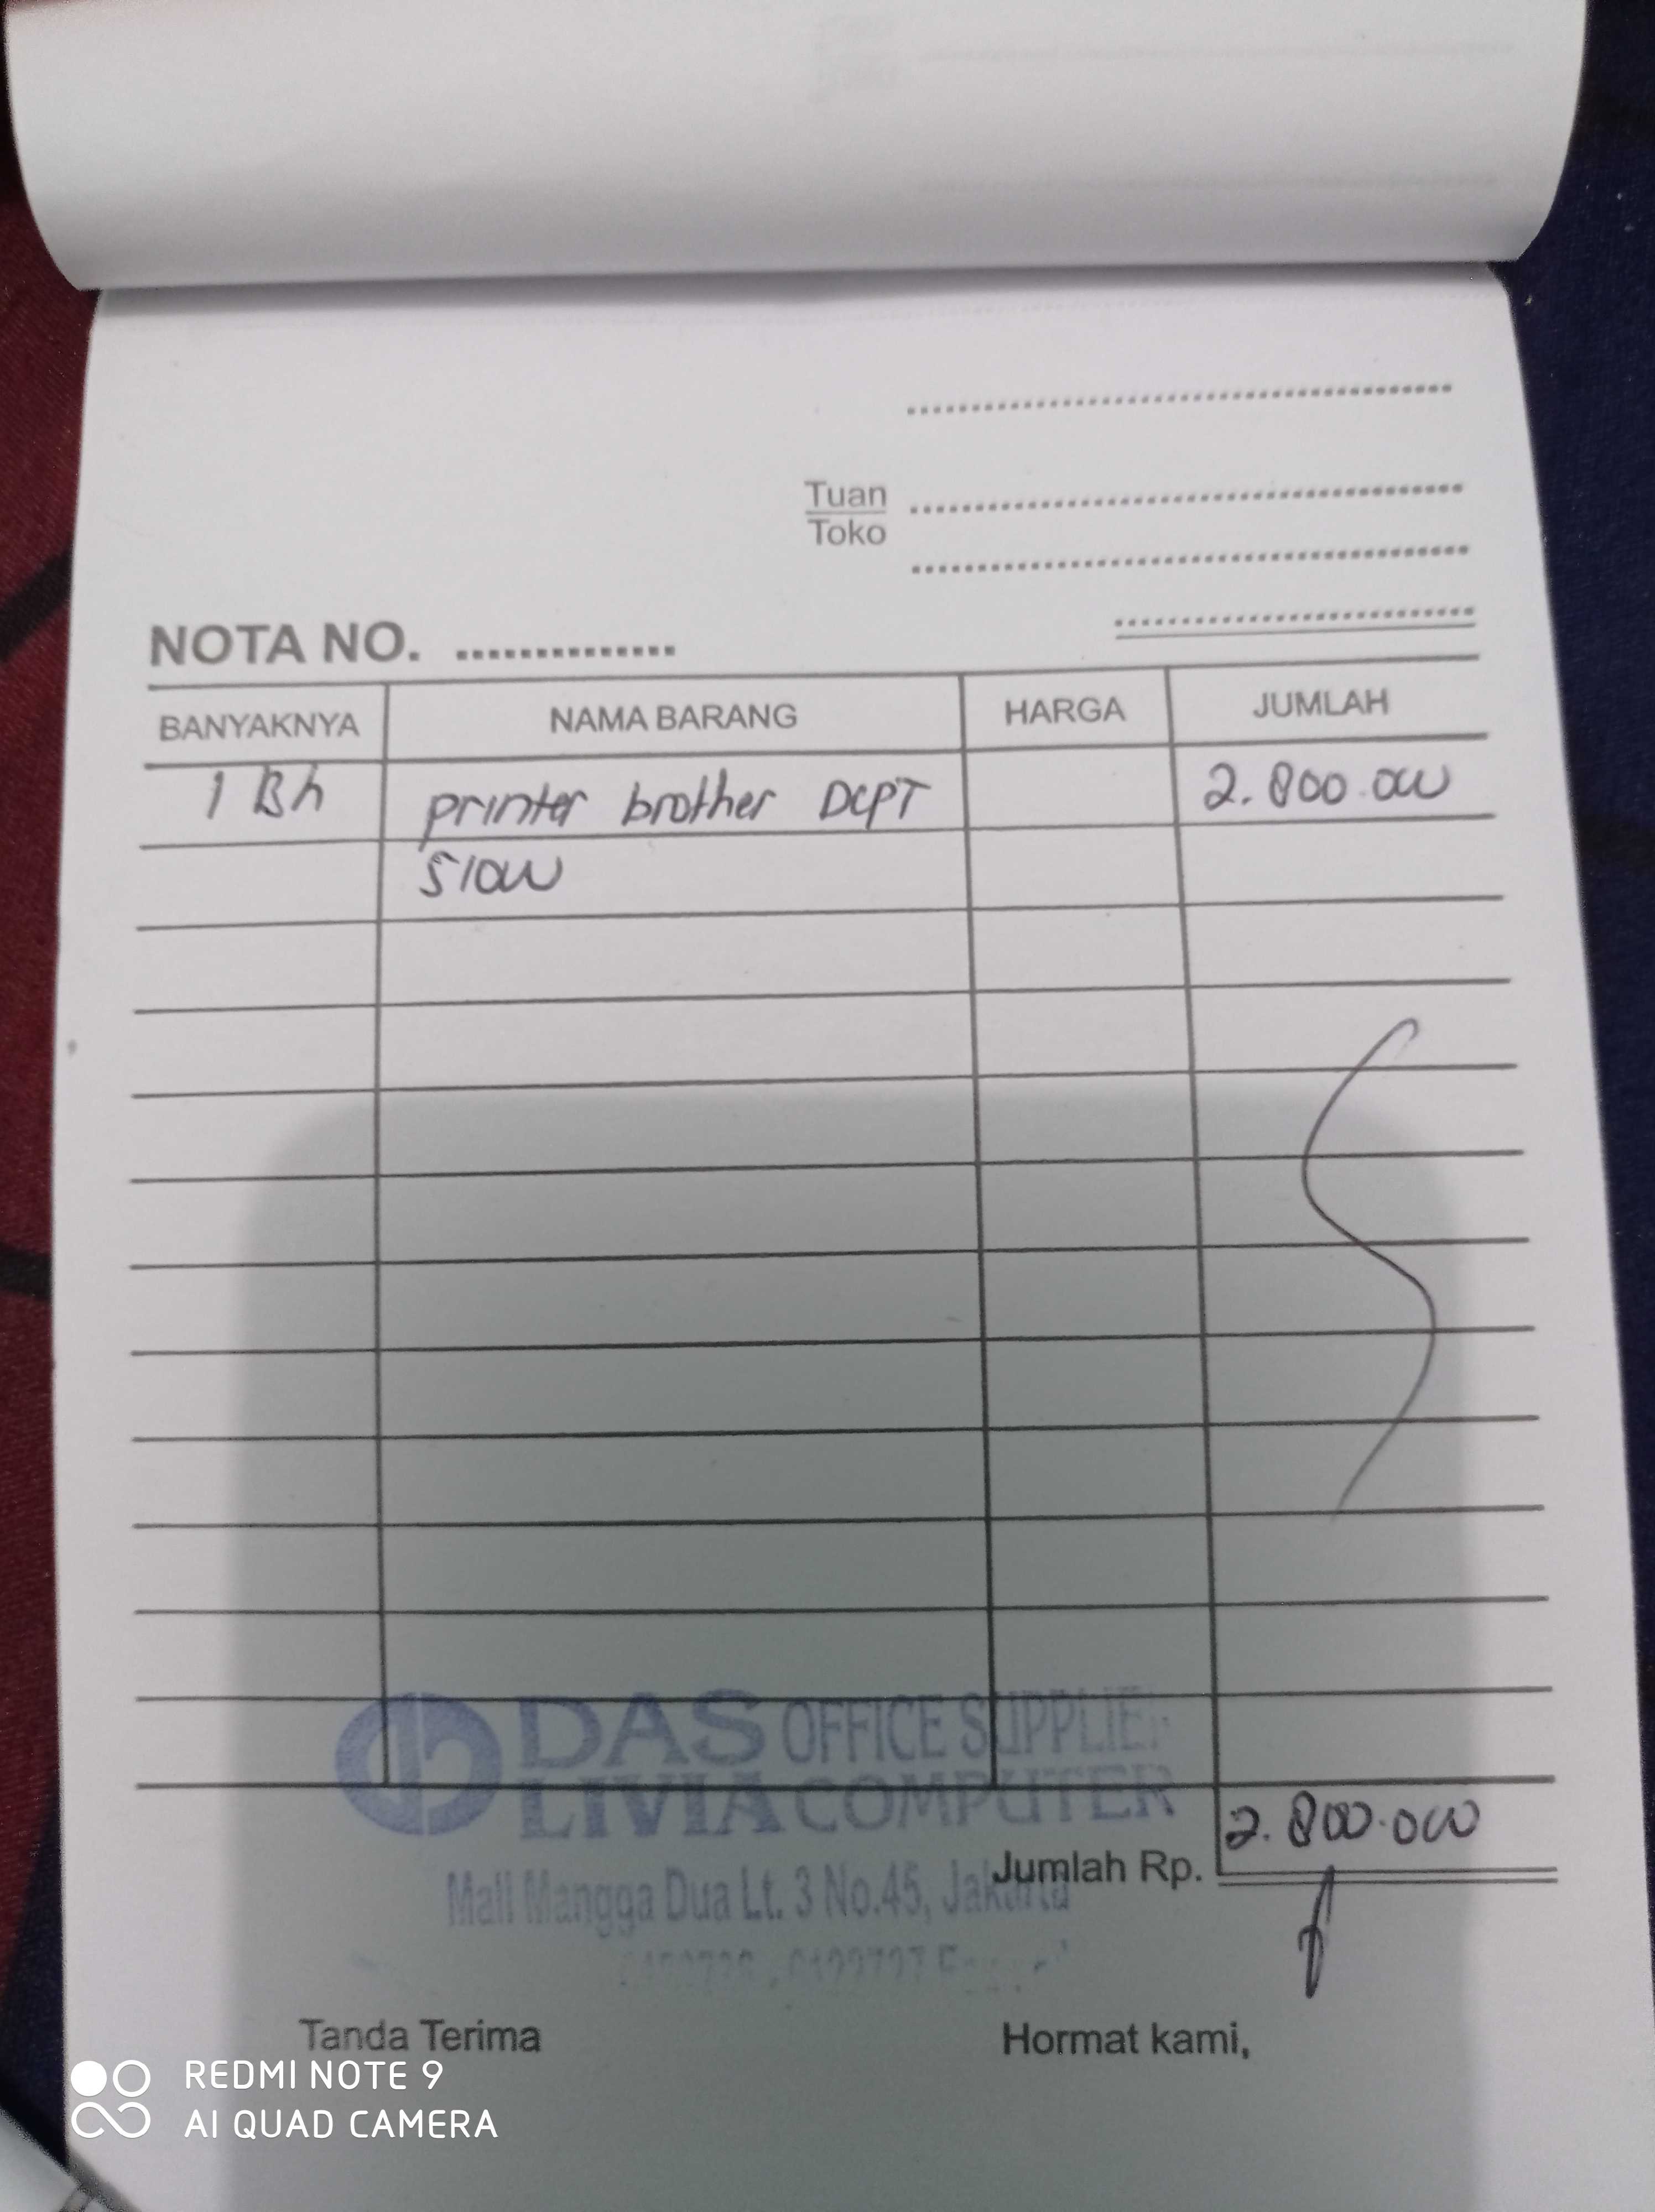 Tuan
Toko
NOTA NO.
BANYAKNYA NAMA BARANG HARGA JUMLAH
1 Bh printer brother DCPT 2.800.000
510W
DAS OFFICE SUPPLIE
LIVIA COMPUTER
2.800.000
Jumlah Rp.
Mall Mangga Dua Lt. 3 No.45, Jakarta
Tanda Terima Hormat kami,
REDMI NOTE 9
AI QUAD CAMERA